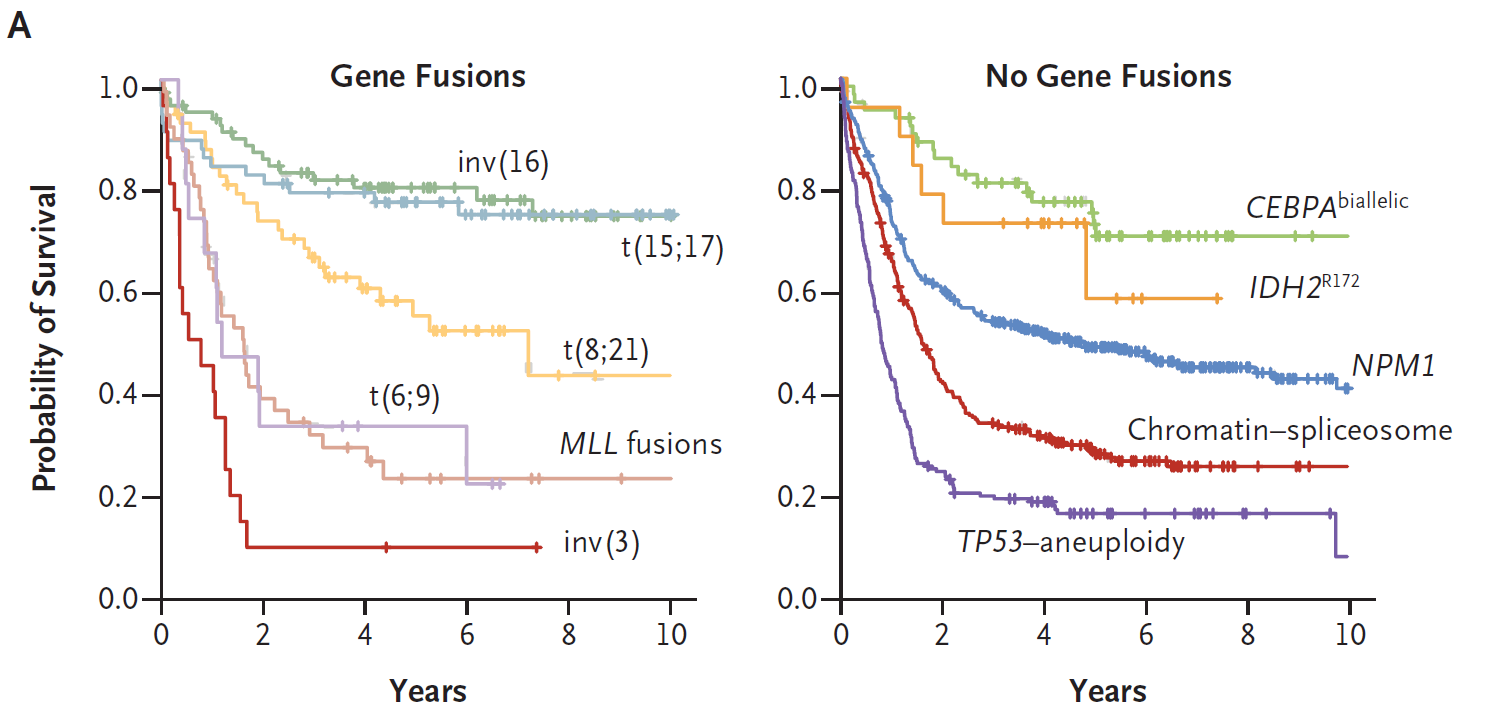 A
Gene Fusions
No Gene Fusions
Probability of Survival
1.0
0.8
0.6
0.4
0.2
0.0
inv(16)
t(15;17)
t(8;21)
t(6;9)
MLL fusions
inv(3)
0 2 4 6 8 10
Years
1.0
0.8
0.6
0.4
0.2
0.0
CEBPAbiallelic
IDH2R172
NPM1
Chromatin–spliceosome
TP53–aneuploidy
0 2 4 6 8 10
Years